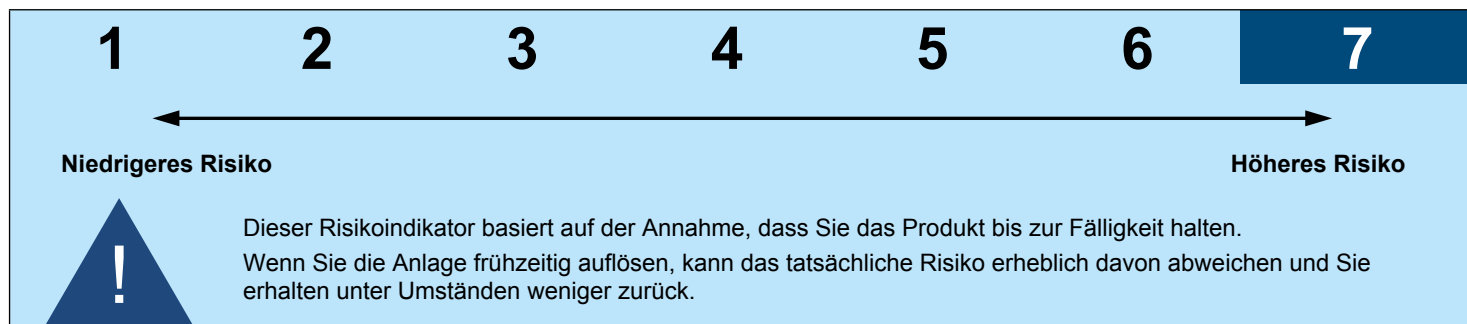 1 2 3 4 5 6 7
Niedrigeres Risiko Höheres Risiko
!
Dieser Risikoindikator basiert auf der Annahme, dass Sie das Produkt bis zur Fälligkeit halten.
Wenn Sie die Anlage frühzeitig auflösen, kann das tatsächliche Risiko erheblich davon abweichen und Sie
erhalten unter Umständen weniger zurück.